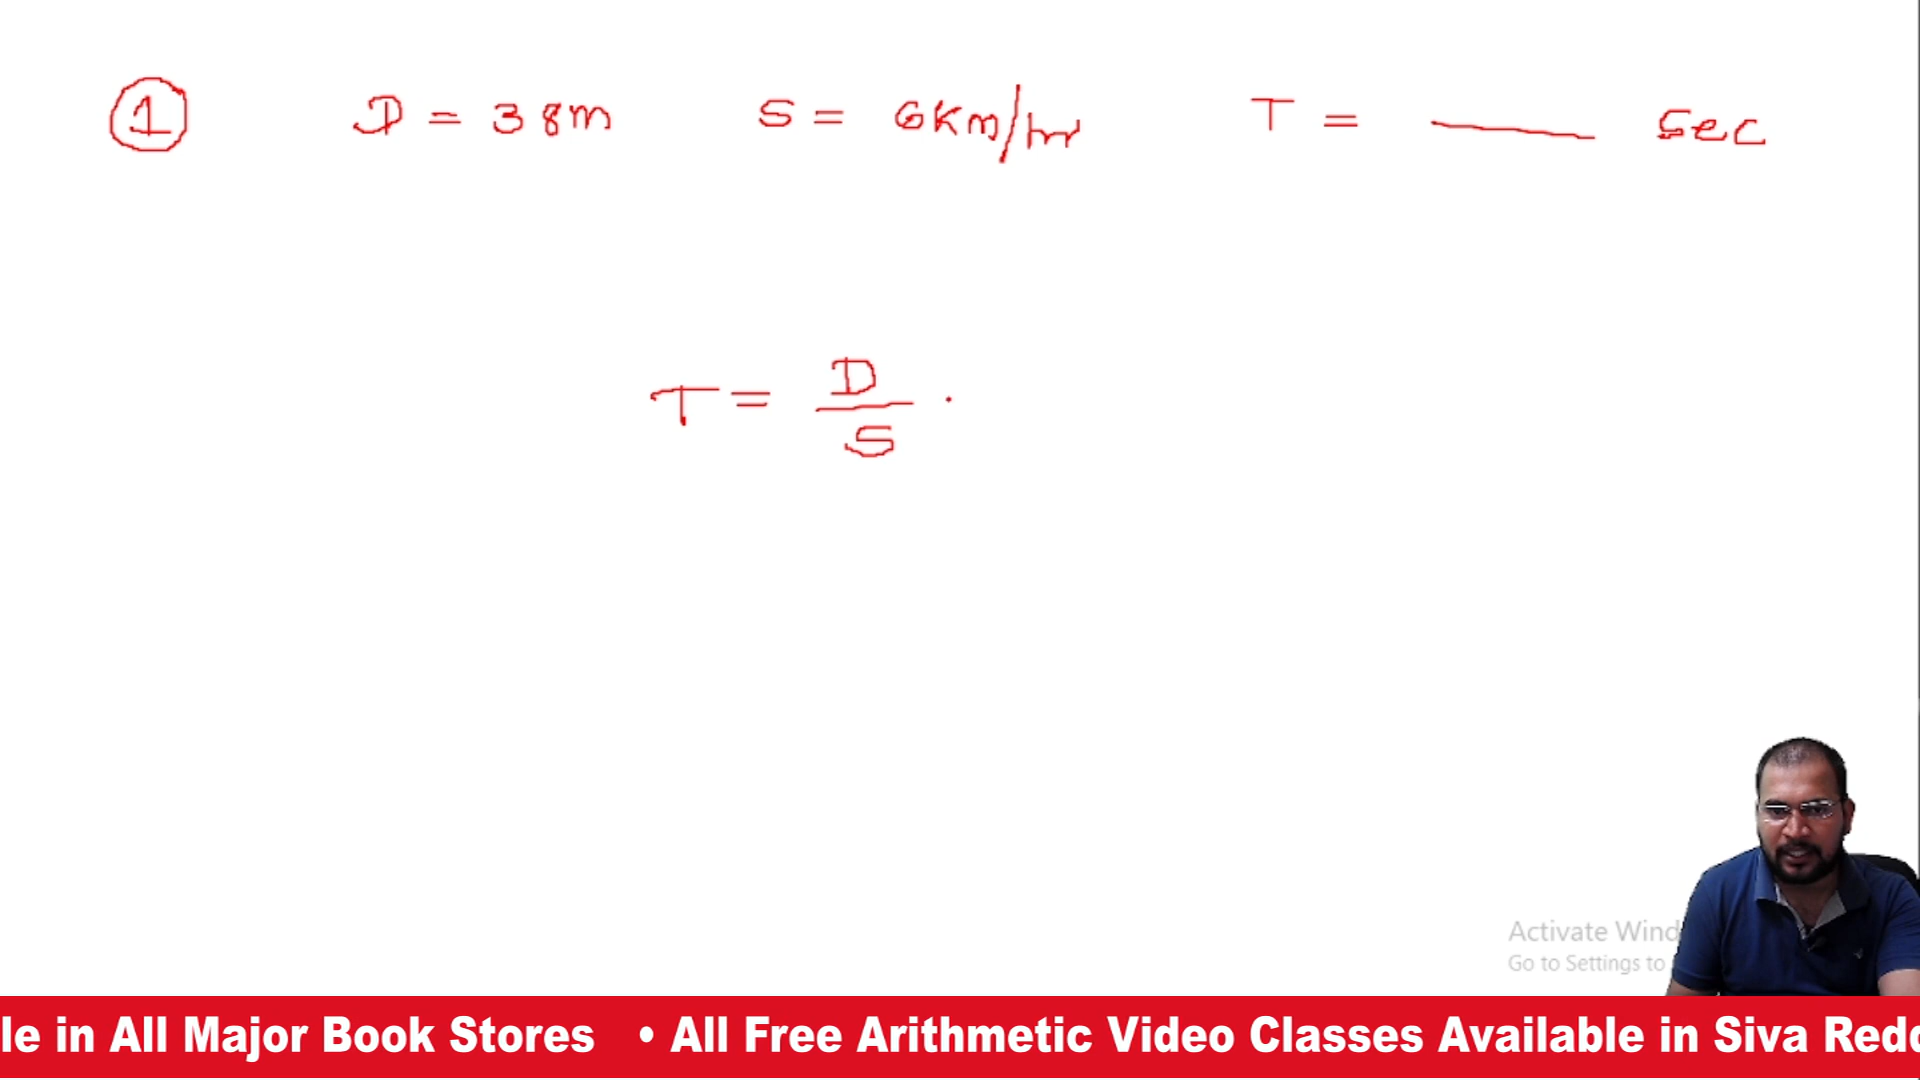 1 D = 38m S = 6Km/hr T = ___ sec
T = D/S .
Activate Wind
Go to Settings to
le in All Major Book Stores • All Free Arithmetic Video Classes Available in Siva Redd